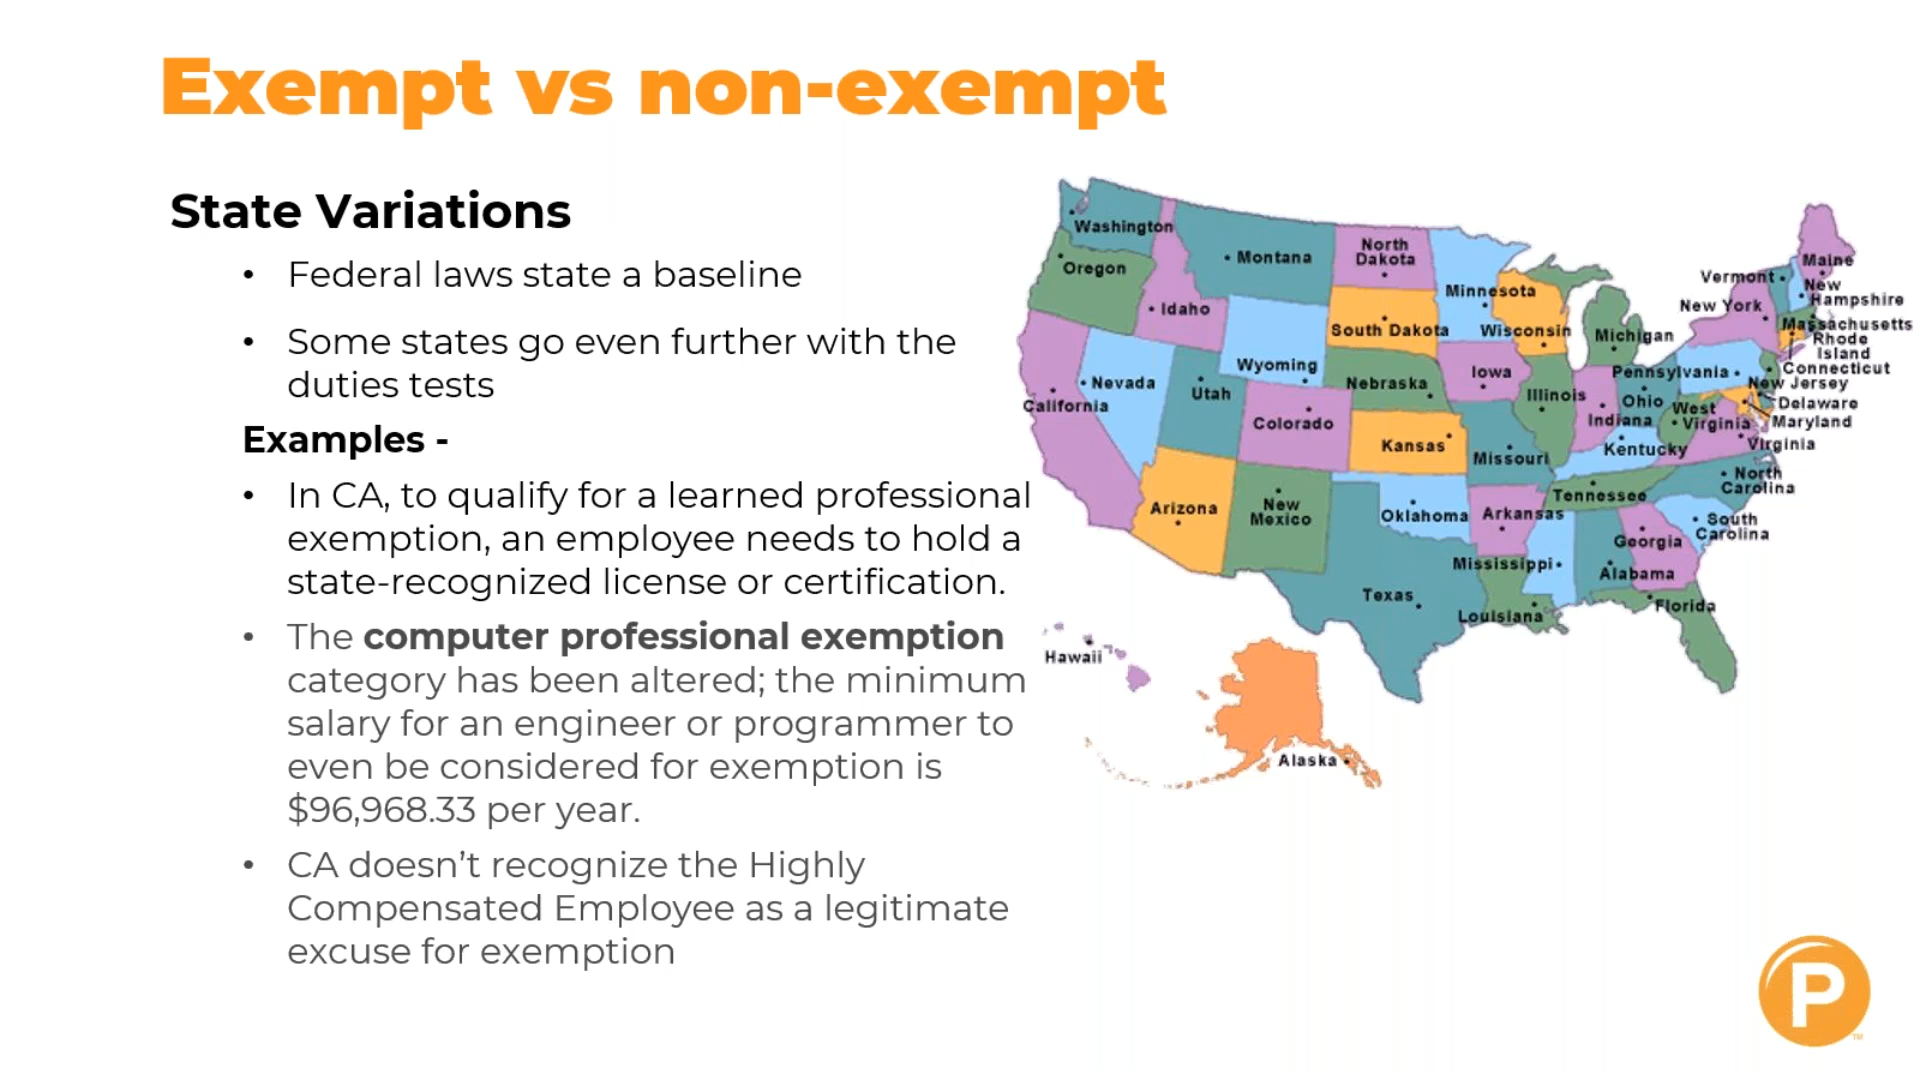 Exempt vs non-exempt
State Variations
• Federal laws state a baseline
• Some states go even further with the
duties tests
Examples -
• In CA, to qualify for a learned professional
exemption, an employee needs to hold a
state-recognized license or certification.
• The computer professional exemption
category has been altered; the minimum
salary for an engineer or programmer to
even be considered for exemption is
$96,968.33 per year.
• CA doesn’t recognize the Highly
Compensated Employee as a legitimate
excuse for exemption
Washington
Oregon
Montana
Idaho
North
Dakota
Minnesota
South Dakota
Wisconsin
Michigan
Wyoming
Nevada
Utah
California
Colorado
Nebraska
Iowa
Illinois
Indiana
Ohio
Kansas
Missouri
Kentucky
West
Virginia
Virginia
Pennsylvania
New York
Vermont
Maine
New
Hampshire
Massachusetts
Rhode
Island
Connecticut
New Jersey
Delaware
Maryland
North
Carolina
Tennessee
South
Carolina
Arizona
New
Mexico
Oklahoma
Arkansas
Georgia
Mississippi
Alabama
Texas
Louisiana
Florida
Hawaii
Alaska
P
TM